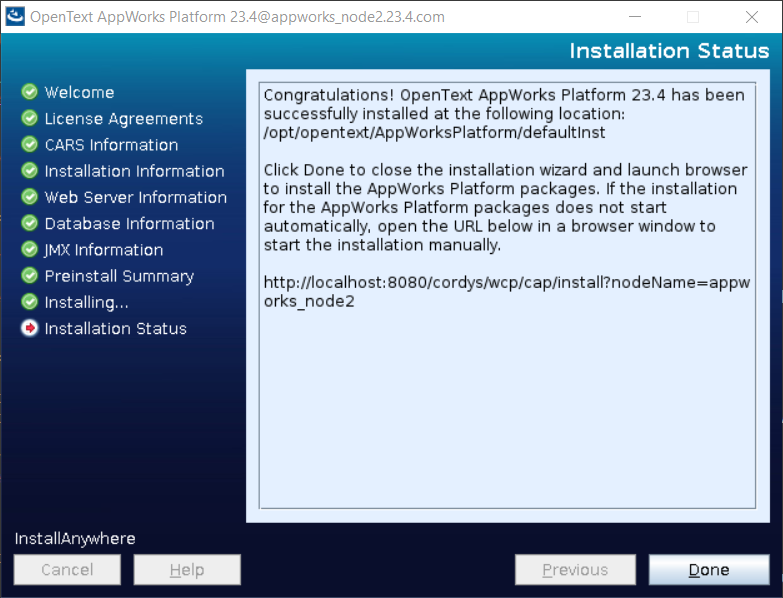 OpenText AppWorks Platform 23.4@appworks_node2.23.4.com
Installation Status
Welcome
License Agreements
CARS Information
Installation Information
Web Server Information
Database Information
JMX Information
Preinstall Summary
Installing...
Installation Status
Congratulations! OpenText AppWorks Platform 23.4 has been
successfully installed at the following location:
/opt/opentext/AppWorksPlatform/defaultInst
Click Done to close the installation wizard and launch browser
to install the AppWorks Platform packages. If the installation
for the AppWorks Platform packages does not start
automatically, open the URL below in a browser window to
start the installation manually.
http://localhost:8080/cordys/wcp/cap/install?nodeName=appw
orks_node2
InstallAnywhere
Cancel
Help
Previous
Done